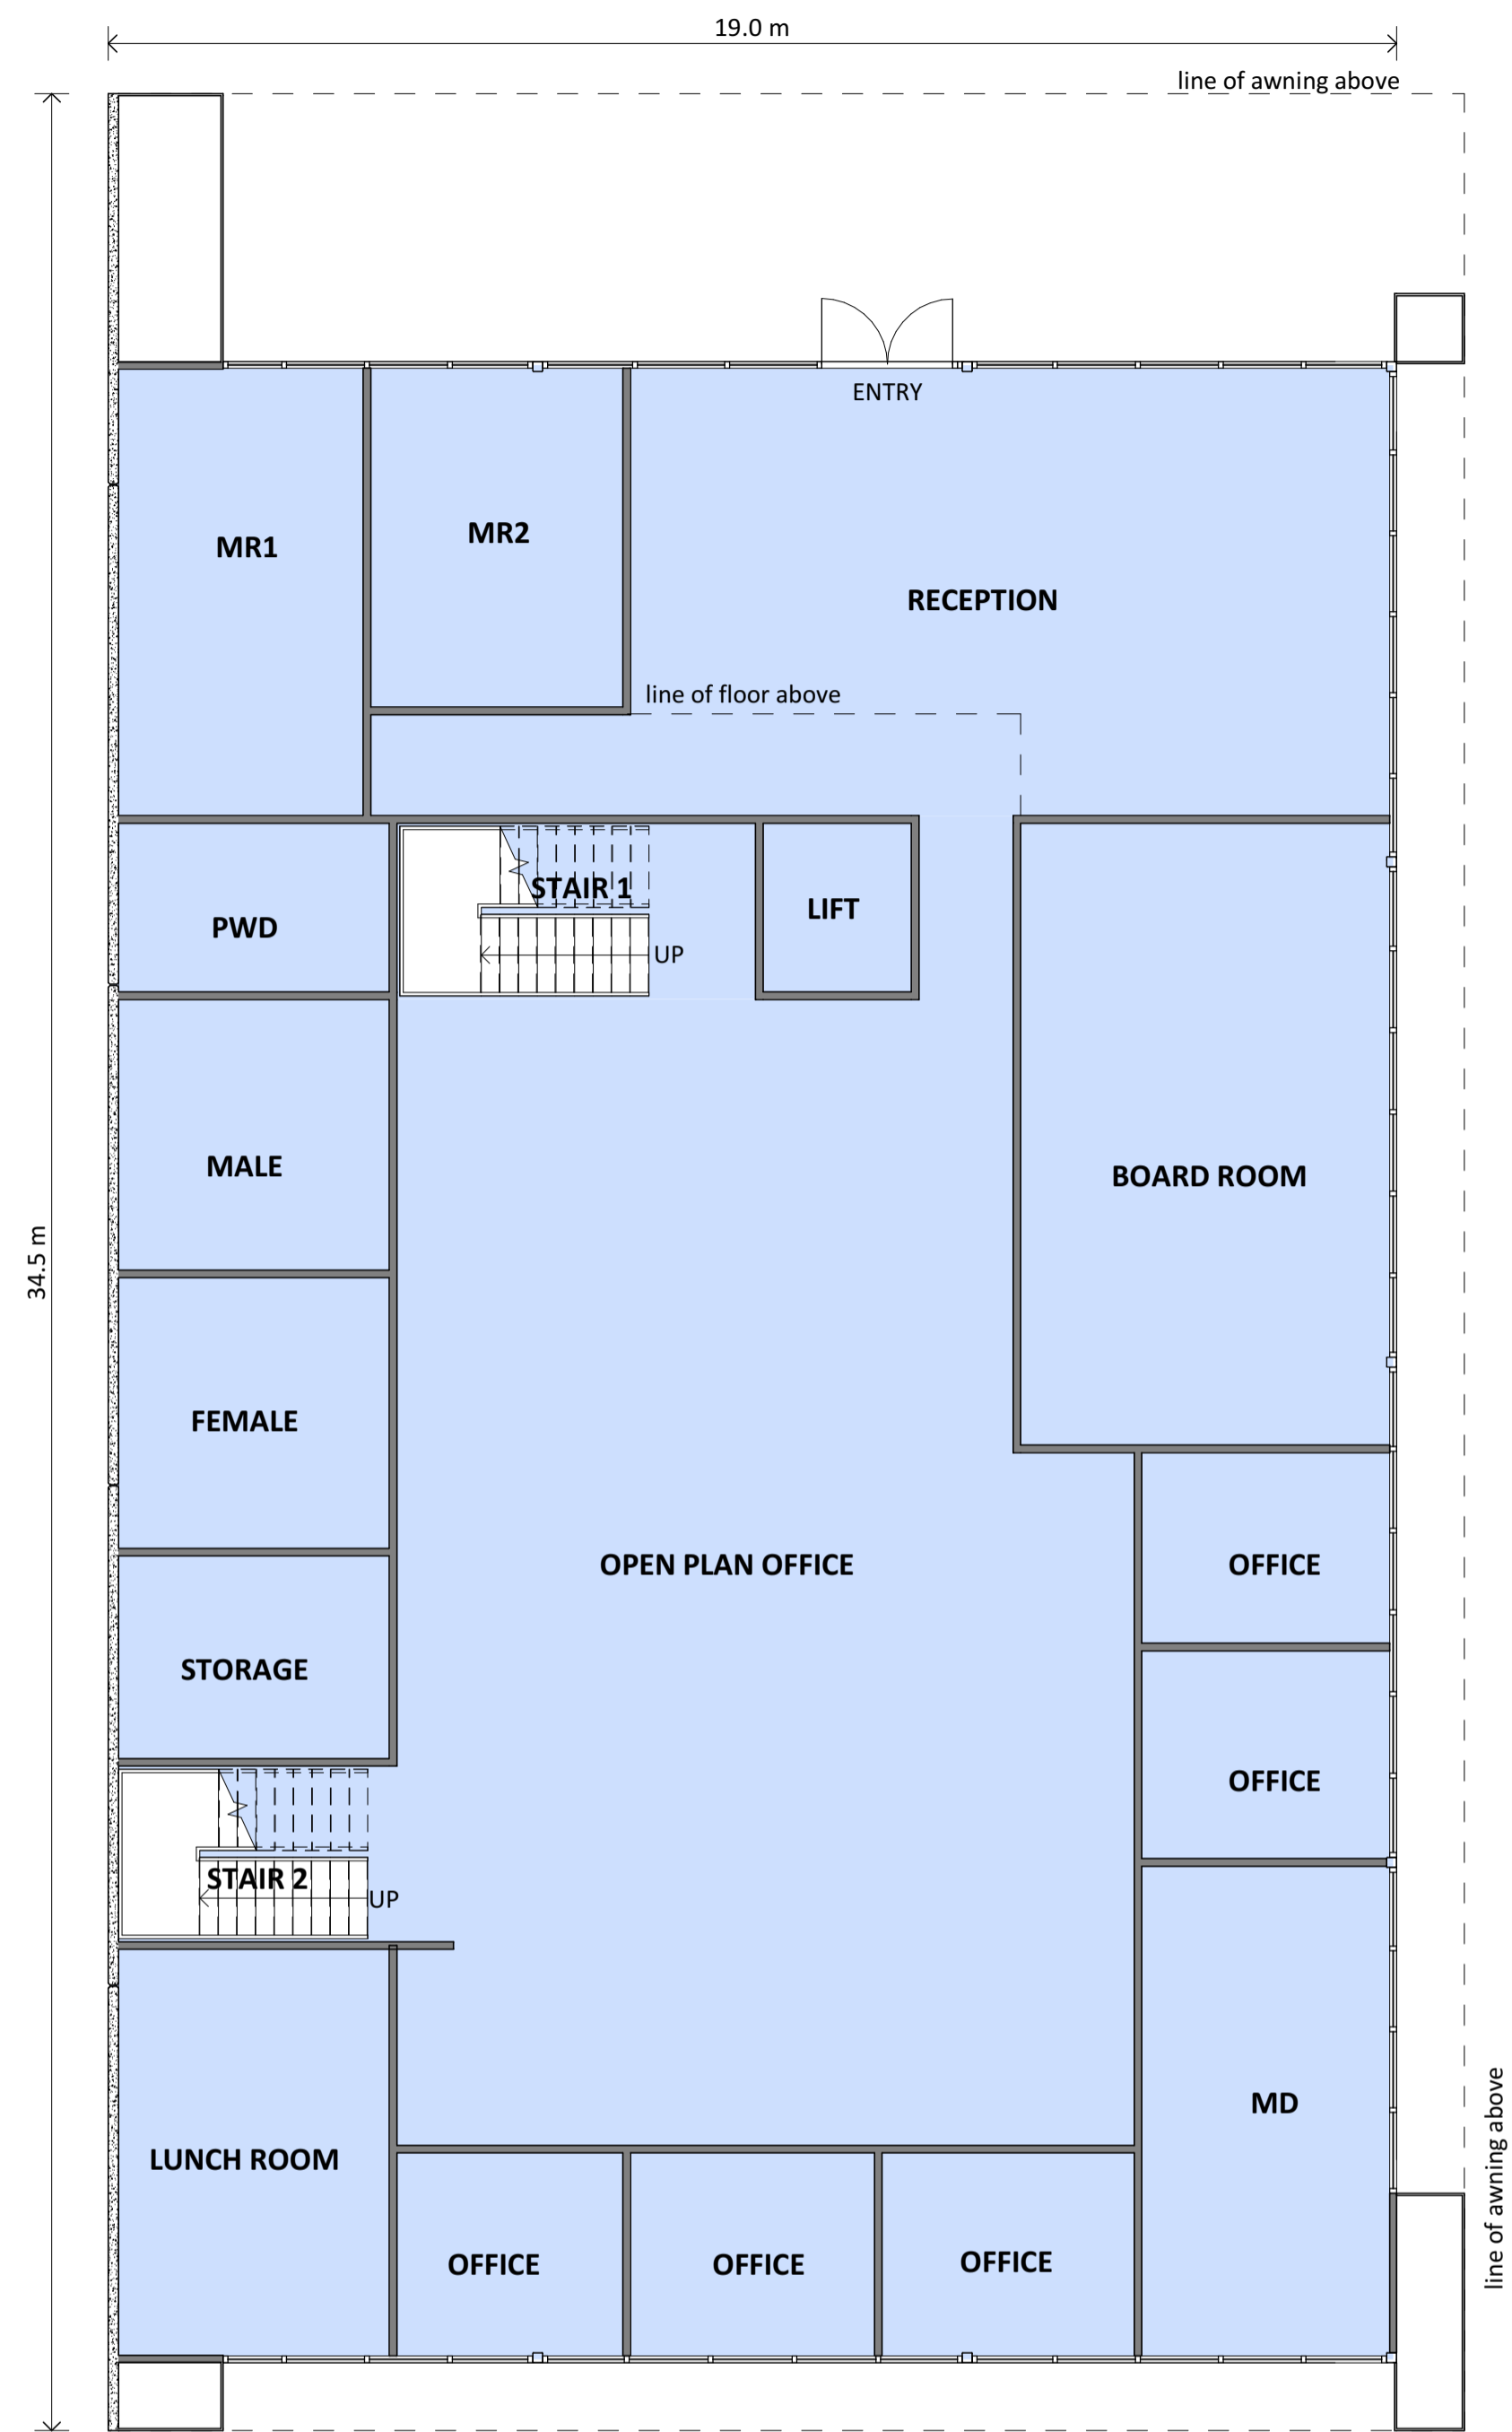 19.0 m
line of awning above
ENTRY
MR1
MR2
RECEPTION
line of floor above
STAIR 1
LIFT
PWD
UP
MALE
BOARD ROOM
34.5 m
FEMALE
OPEN PLAN OFFICE
OFFICE
STORAGE
OFFICE
STAIR 2
UP
MD
LUNCH ROOM
line of awning above
OFFICE
OFFICE
OFFICE